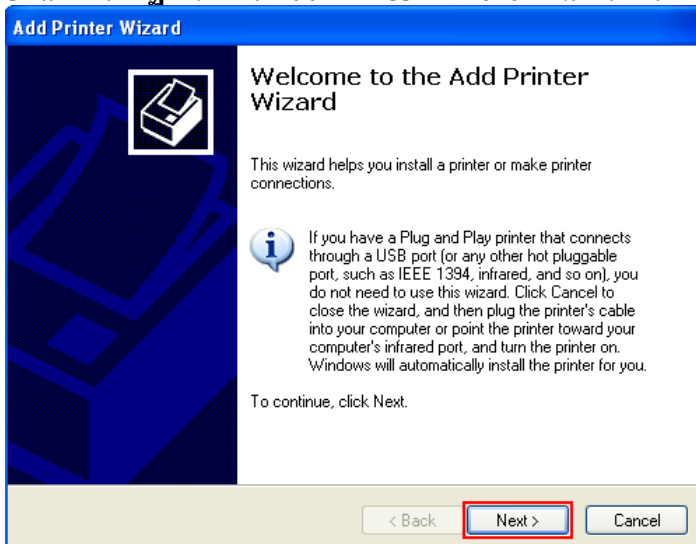 Add Printer Wizard
Welcome to the Add Printer
Wizard
This wizard helps you install a printer or make printer
connections.
If you have a Plug and Play printer that connects
through a USB port (or any other hot pluggable
port, such as IEEE 1394, infrared, and so on), you
do not need to use this wizard. Click Cancel to
close the wizard, and then plug the printer's cable
into your computer or point the printer toward your
computer's infrared port, and turn the printer on.
Windows will automatically install the printer for you.
To continue, click Next.
< Back Next > Cancel